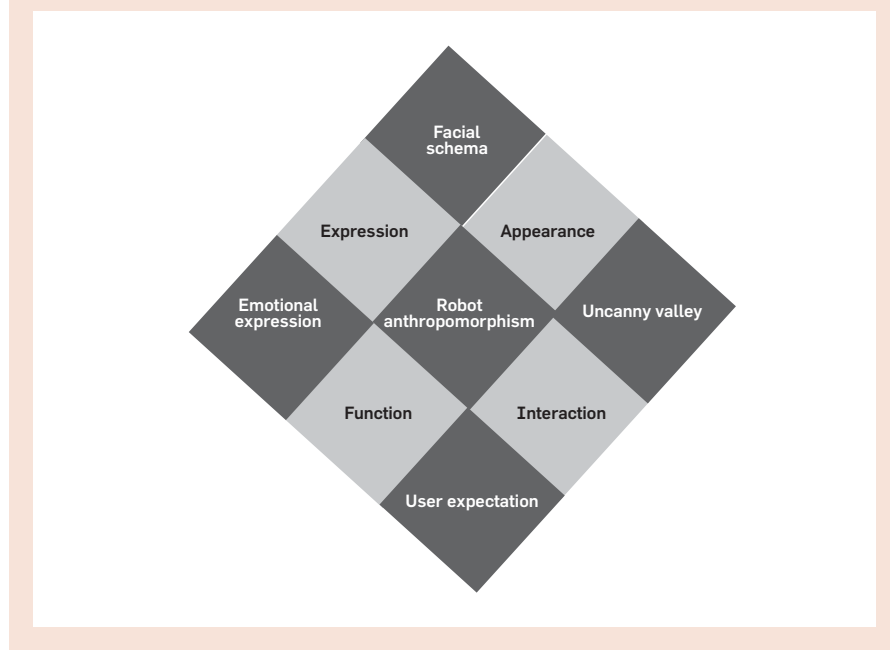 Facial
schema
Expression
Appearance
Emotional
expression
Robot
anthropomorphism
Uncanny valley
Function
Interaction
User expectation